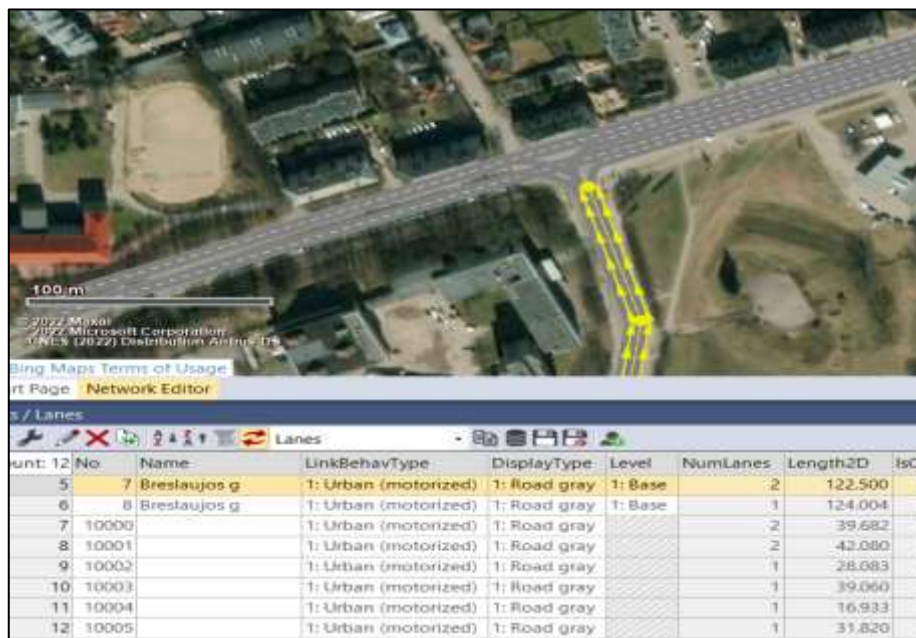 100 m
© 2022 Maxar
© 2022 Microsoft Corporation
CNES (2022) Distribution Airbus DS
Bing Maps Terms of Usage
rt Page Network Editor
s / Lanes
Lanes
ount: 12 No Name LinkBehavType DisplayType Level NumLanes Length2D IsC
5 7 Breslaujos g 1: Urban (motorized) 1: Road gray 1: Base 2 122.500
6 8 Breslaujos g 1: Urban (motorized) 1: Road gray 1: Base 1 124.004
7 10000 1: Urban (motorized) 1: Road gray 2 39.682
8 10001 1: Urban (motorized) 1: Road gray 2 42.080
9 10002 1: Urban (motorized) 1: Road gray 1 28.083
10 10003 1: Urban (motorized) 1: Road gray 1 39.060
11 10004 1: Urban (motorized) 1: Road gray 1 16.933
12 10005 1: Urban (motorized) 1: Road gray 1 31.820